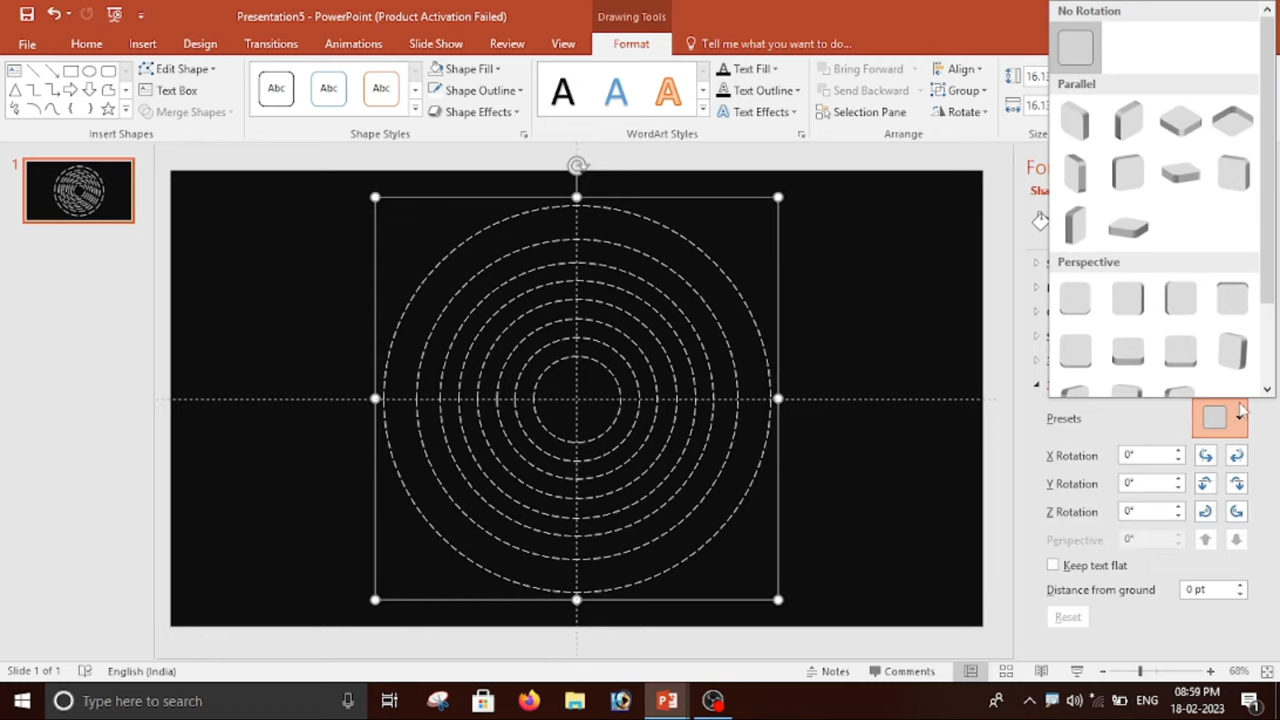 Presentation5 - PowerPoint (Product Activation Failed)
Drawing Tools
File
Home
Insert
Design
Transitions
Animations
Slide Show
Review
View
Format
Tell me what you want to do...
Edit Shape
Text Box
Merge Shapes
Insert Shapes
Abc
Abc
Abc
Shape Fill
Shape Outline
Shape Effects
Shape Styles
A
A
A
Text Fill
Text Outline
Text Effects
WordArt Styles
Bring Forward
Send Backward
Selection Pane
Align
Group
Rotate
Arrange
16.13
16.13
No Rotation
Parallel
Perspective
1
Presets
X Rotation 0°
Y Rotation 0°
Z Rotation 0°
Perspective 0°
Keep text flat
Distance from ground 0 pt
Reset
Slide 1 of 1
English (India)
Notes
Comments
68%
Type here to search
ENG
08:59 PM
18-02-2023